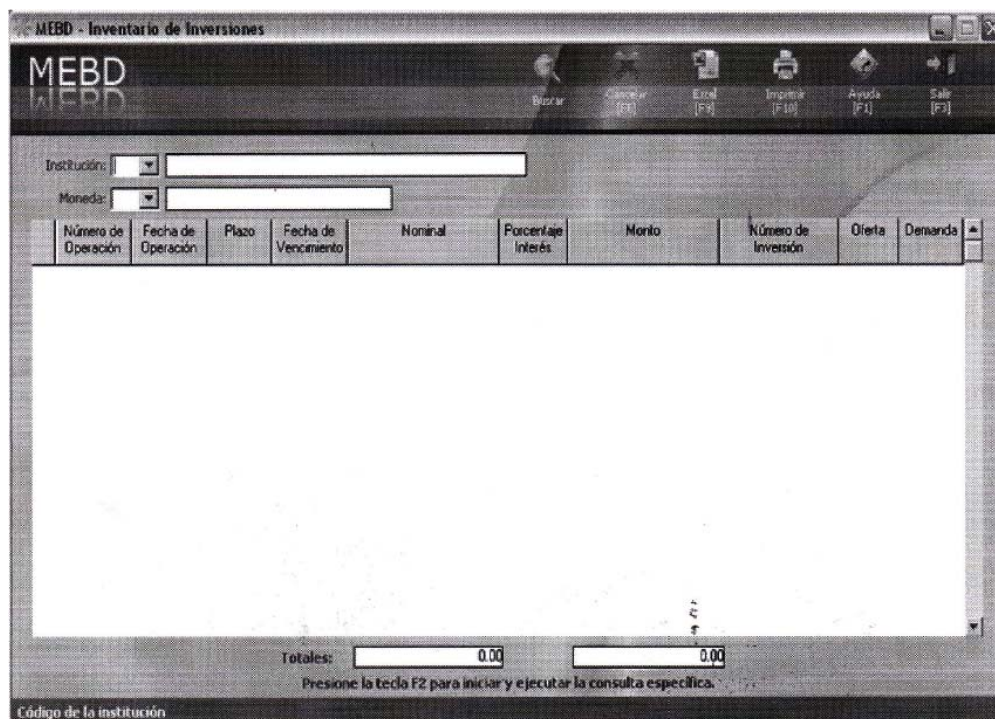 MEBD - Inventario de Inversiones
MEBD
Buscar
Cancelar
Excel
[F9]
Imprimir
[F10]
Ayuda
[F1]
Salir
[F3]
Institución:
Moneda:
Número de Operación
Fecha de Operación
Plazo
Fecha de Vencimiento
Nominal
Porcentaje Interés
Monto
Número de Inversión
Oferta
Demanda
Totales: 0.00 0.00
Presione la tecla F2 para iniciar y ejecutar la consulta específica.
Código de la institución